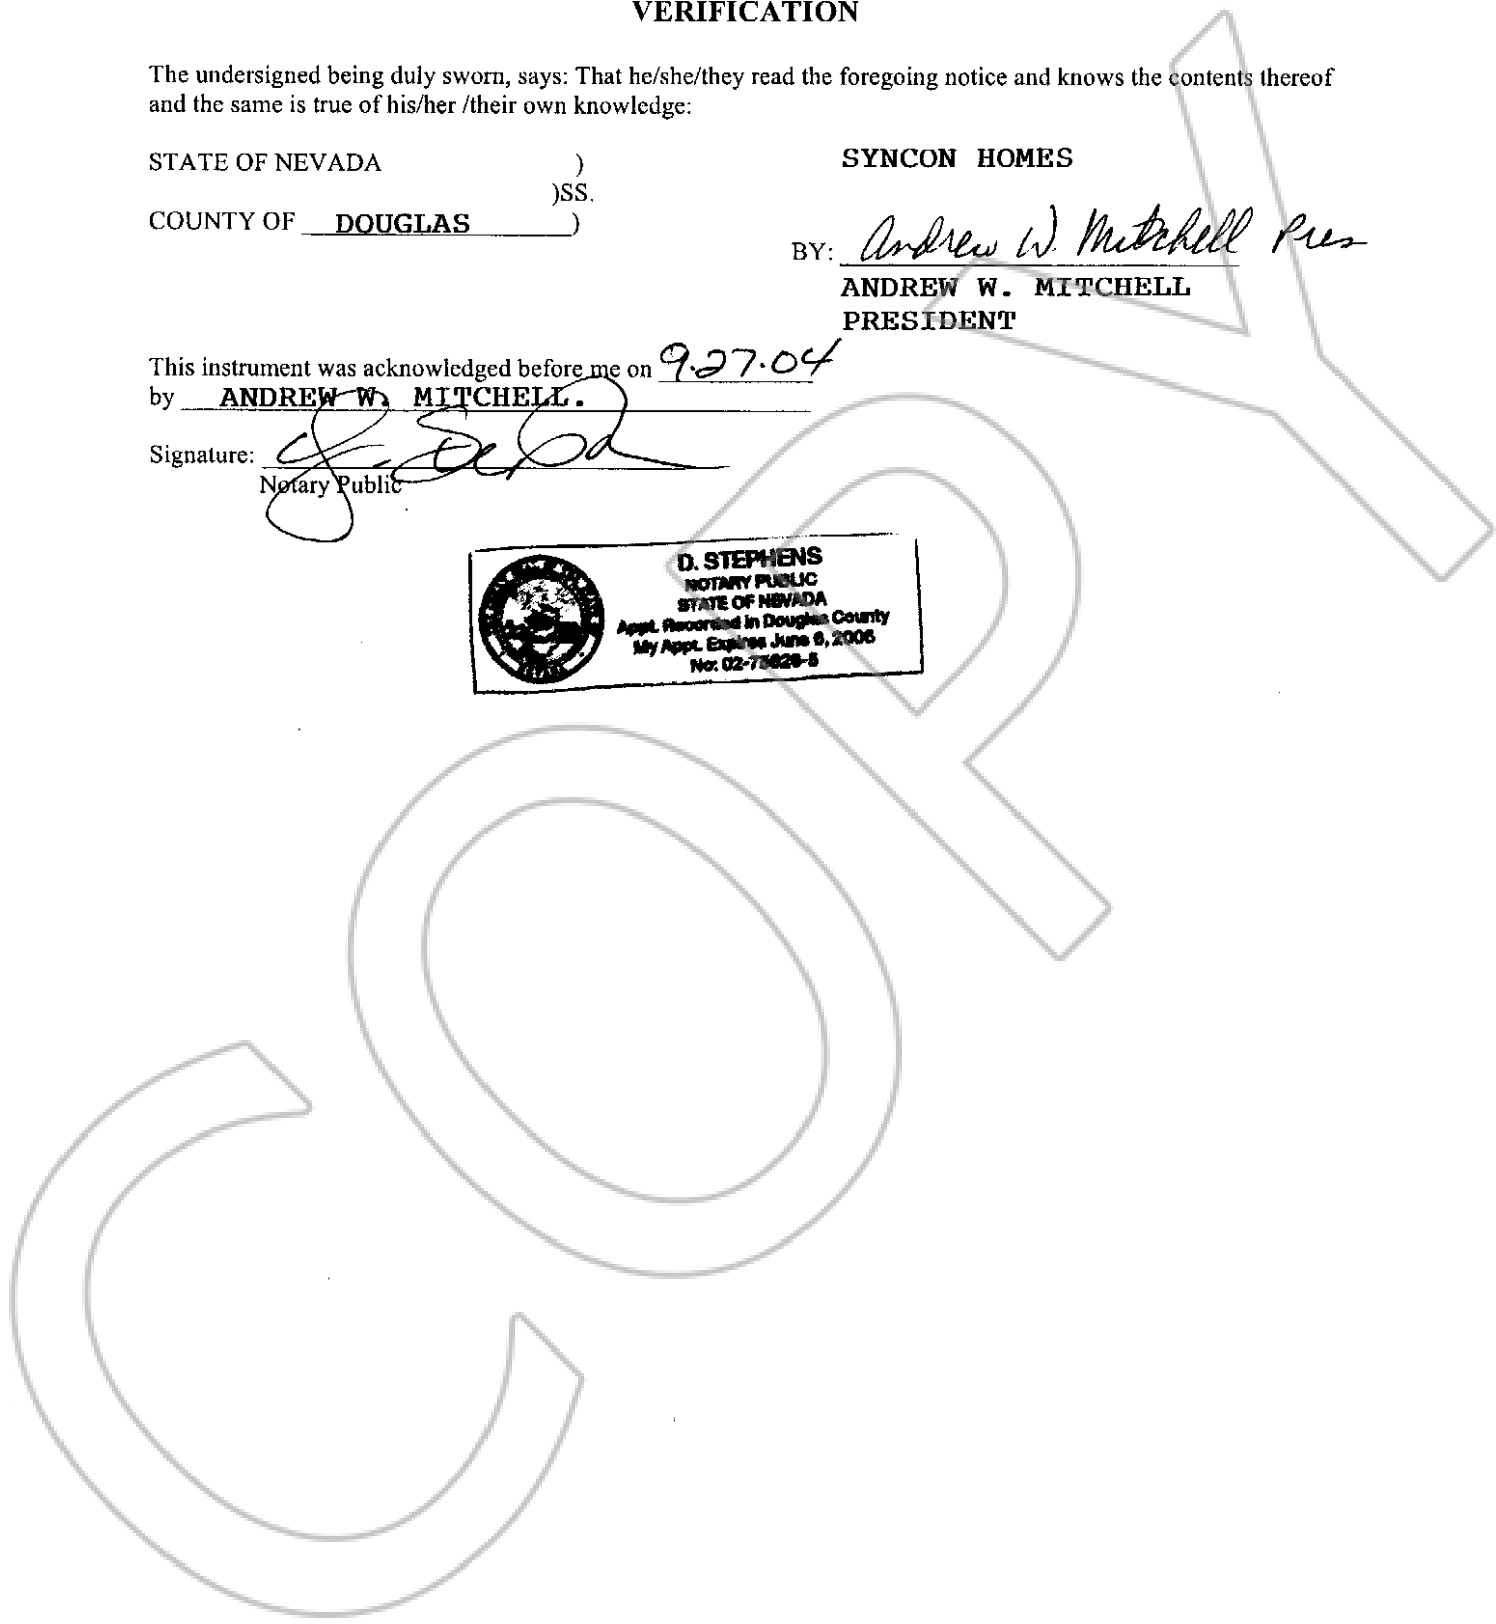 VERIFICATION
The undersigned being duly sworn, says: That he/she/they read the foregoing notice and knows the contents thereof
and the same is true of his/her /their own knowledge:
STATE OF NEVADA )
)SS.
COUNTY OF DOUGLAS )
SYNCON HOMES
BY: Andrew W. Mitchell Pres
ANDREW W. MITCHELL
PRESIDENT
This instrument was acknowledged before me on 9.27.04
by ANDREW W. MITCHELL.
Signature:
Notary Public
D. STEPHENS
NOTARY PUBLIC
STATE OF NEVADA
Appt. Recorded in Douglas County
My Appt. Expires June 6, 2006
No: 02-
NEVADA
COPY